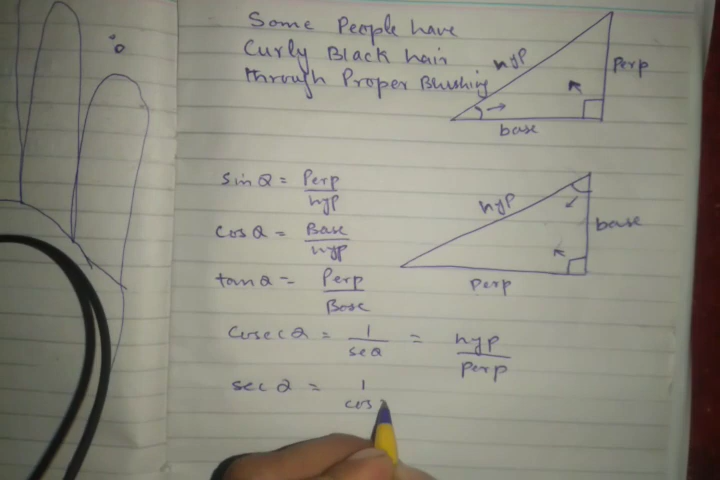 Some People have
Curly Black hair
through Proper Brushing
hyp
Perp
base
sin θ = Perp / hyp
hyp
base
cos θ = Base / hyp
tan θ = Perp / Base
Perp
Cosec θ = 1 / sec θ = hyp / Perp
sec θ = 1 / cos